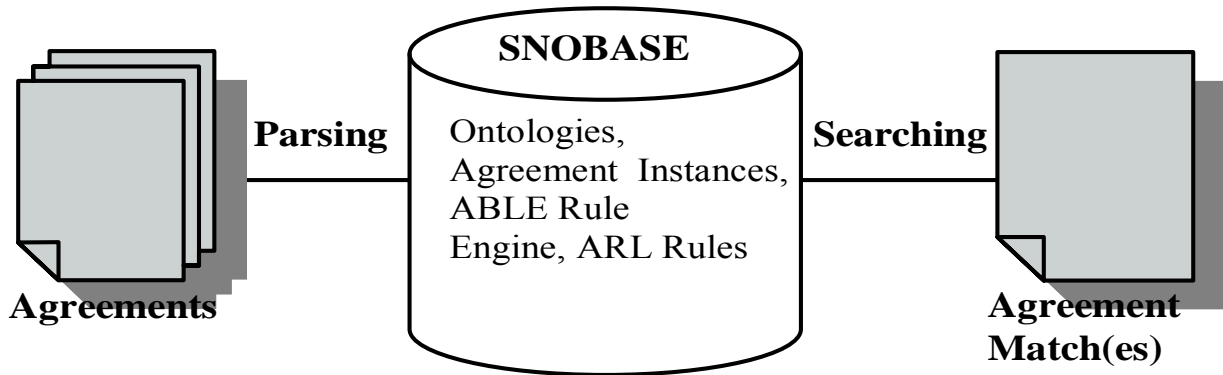 SNOBASE
Parsing
Ontologies,
Agreement Instances,
ABLE Rule
Engine, ARL Rules
Searching
Agreements
Agreement
Match(es)